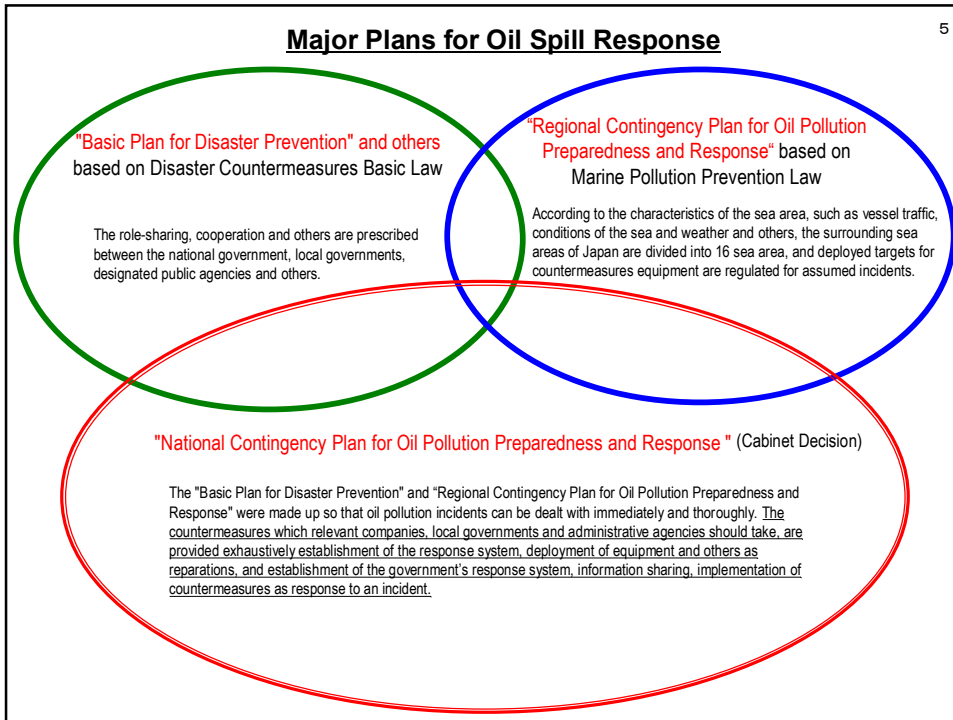 5
Major Plans for Oil Spill Response
"Basic Plan for Disaster Prevention" and others
based on Disaster Countermeasures Basic Law
The role-sharing, cooperation and others are prescribed
between the national government, local governments,
designated public agencies and others.
“Regional Contingency Plan for Oil Pollution
Preparedness and Response“ based on
Marine Pollution Prevention Law
According to the characteristics of the sea area, such as vessel traffic,
conditions of the sea and weather and others, the surrounding sea
areas of Japan are divided into 16 sea area, and deployed targets for
countermeasures equipment are regulated for assumed incidents.
"National Contingency Plan for Oil Pollution Preparedness and Response " (Cabinet Decision)
The "Basic Plan for Disaster Prevention" and “Regional Contingency Plan for Oil Pollution Preparedness and
Response" were made up so that oil pollution incidents can be dealt with immediately and thoroughly. The
countermeasures which relevant companies, local governments and administrative agencies should take, are
provided exhaustively establishment of the response system, deployment of equipment and others as
reparations, and establishment of the government’s response system, information sharing, implementation of
countermeasures as response to an incident.